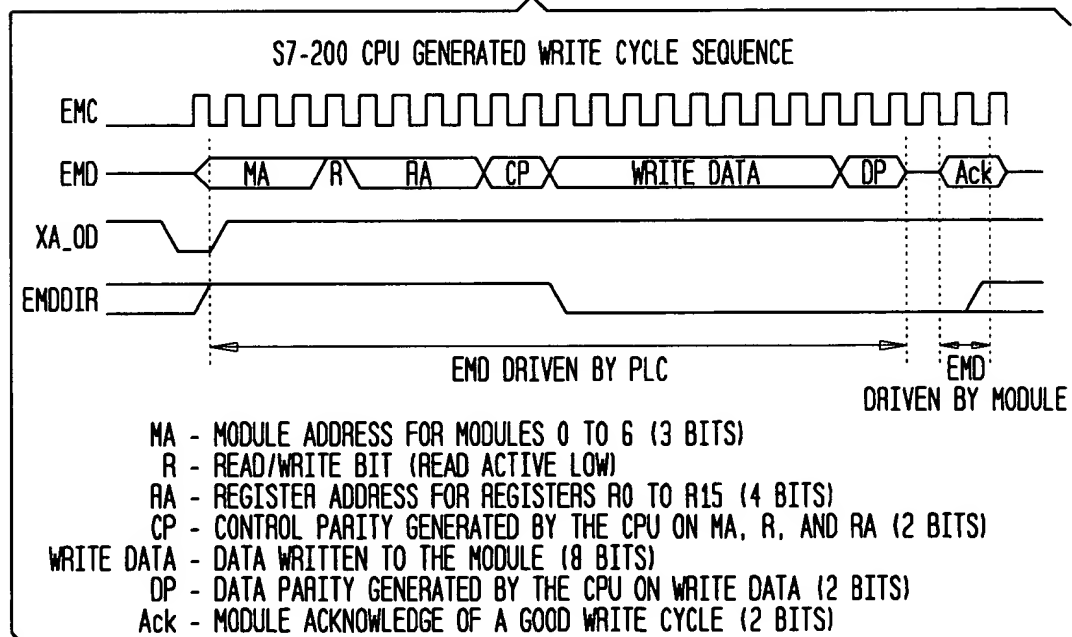 S7-200 CPU GENERATED WRITE CYCLE SEQUENCE
EMC
EMD MA R RA CP WRITE DATA DP Ack
XA_OD
EMDDIR
EMD DRIVEN BY PLC
EMD
DRIVEN BY MODULE
MA - MODULE ADDRESS FOR MODULES 0 TO 6 (3 BITS)
R - READ/WRITE BIT (READ ACTIVE LOW)
RA - REGISTER ADDRESS FOR REGISTERS R0 TO R15 (4 BITS)
CP - CONTROL PARITY GENERATED BY THE CPU ON MA, R, AND RA (2 BITS)
WRITE DATA - DATA WRITTEN TO THE MODULE (8 BITS)
DP - DATA PARITY GENERATED BY THE CPU ON WRITE DATA (2 BITS)
Ack - MODULE ACKNOWLEDGE OF A GOOD WRITE CYCLE (2 BITS)